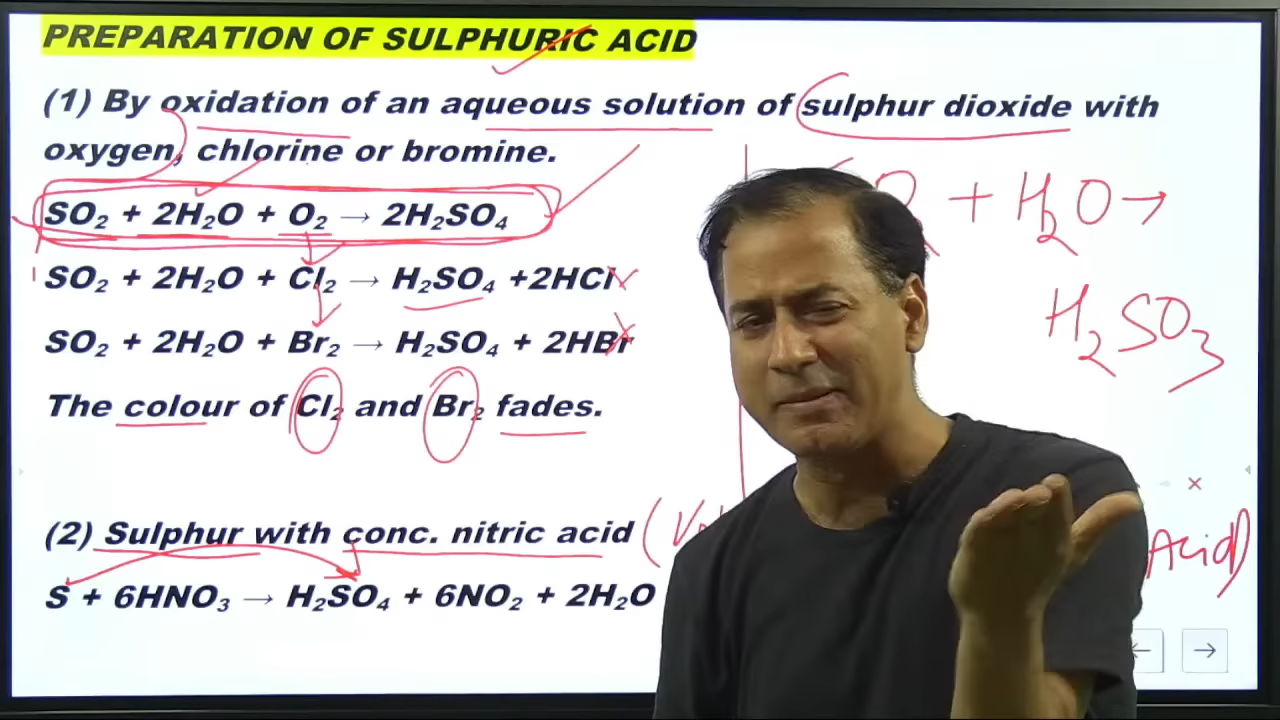 PREPARATION OF SULPHURIC ACID
(1) By oxidation of an aqueous solution of sulphur dioxide with
oxygen, chlorine or bromine.
SO₂ + 2H₂O + O₂ → 2H₂SO₄
SO₂ + 2H₂O + Cl₂ → H₂SO₄ +2HCl
SO₂ + 2H₂O + Br₂ → H₂SO₄ + 2HBr
The colour of Cl₂ and Br₂ fades.
(2) Sulphur with conc. nitric acid
S + 6HNO₃ → H₂SO₄ + 6NO₂ + 2H₂O
+ H₂O →
H₂SO₃
Acid)